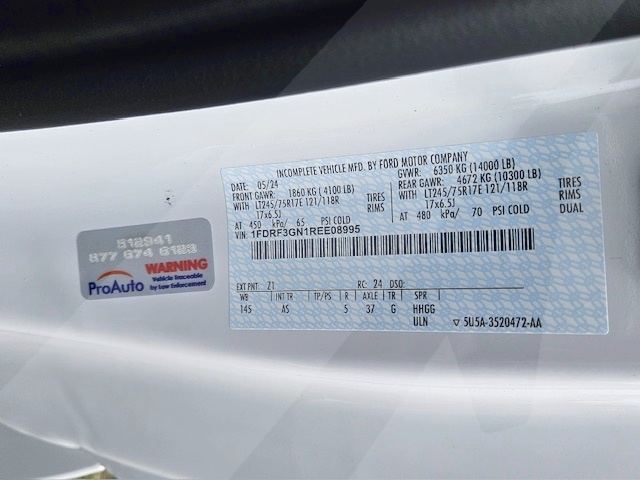 INCOMPLETE VEHICLE MFD. BY FORD MOTOR COMPANY
DATE: 05/24 GVWR: 6350 KG (14000 LB)
FRONT GAWR: 1860 KG (4100 LB) REAR GAWR: 4672 KG (10300 LB)
WITH LT245/75R17E 121/118R TIRES WITH LT245/75R17E 121/118R TIRES
17x6.5J RIMS 17x6.5J RIMS
AT 450 kPa/ 65 PSI COLD AT 480 kPa/ 70 PSI COLD DUAL
VIN: 1FDRF3GN1REE08995
EXT PNT: Z1 RC: 24 DSO:
WB INT TR TP/PS R AXLE TR SPR
145 AS 5 37 G HHGG
ULN ▽ 5U5A-3520472-AA
512941
877 674 6123
ProAuto
WARNING
Vehicle Traceable
by Law Enforcement